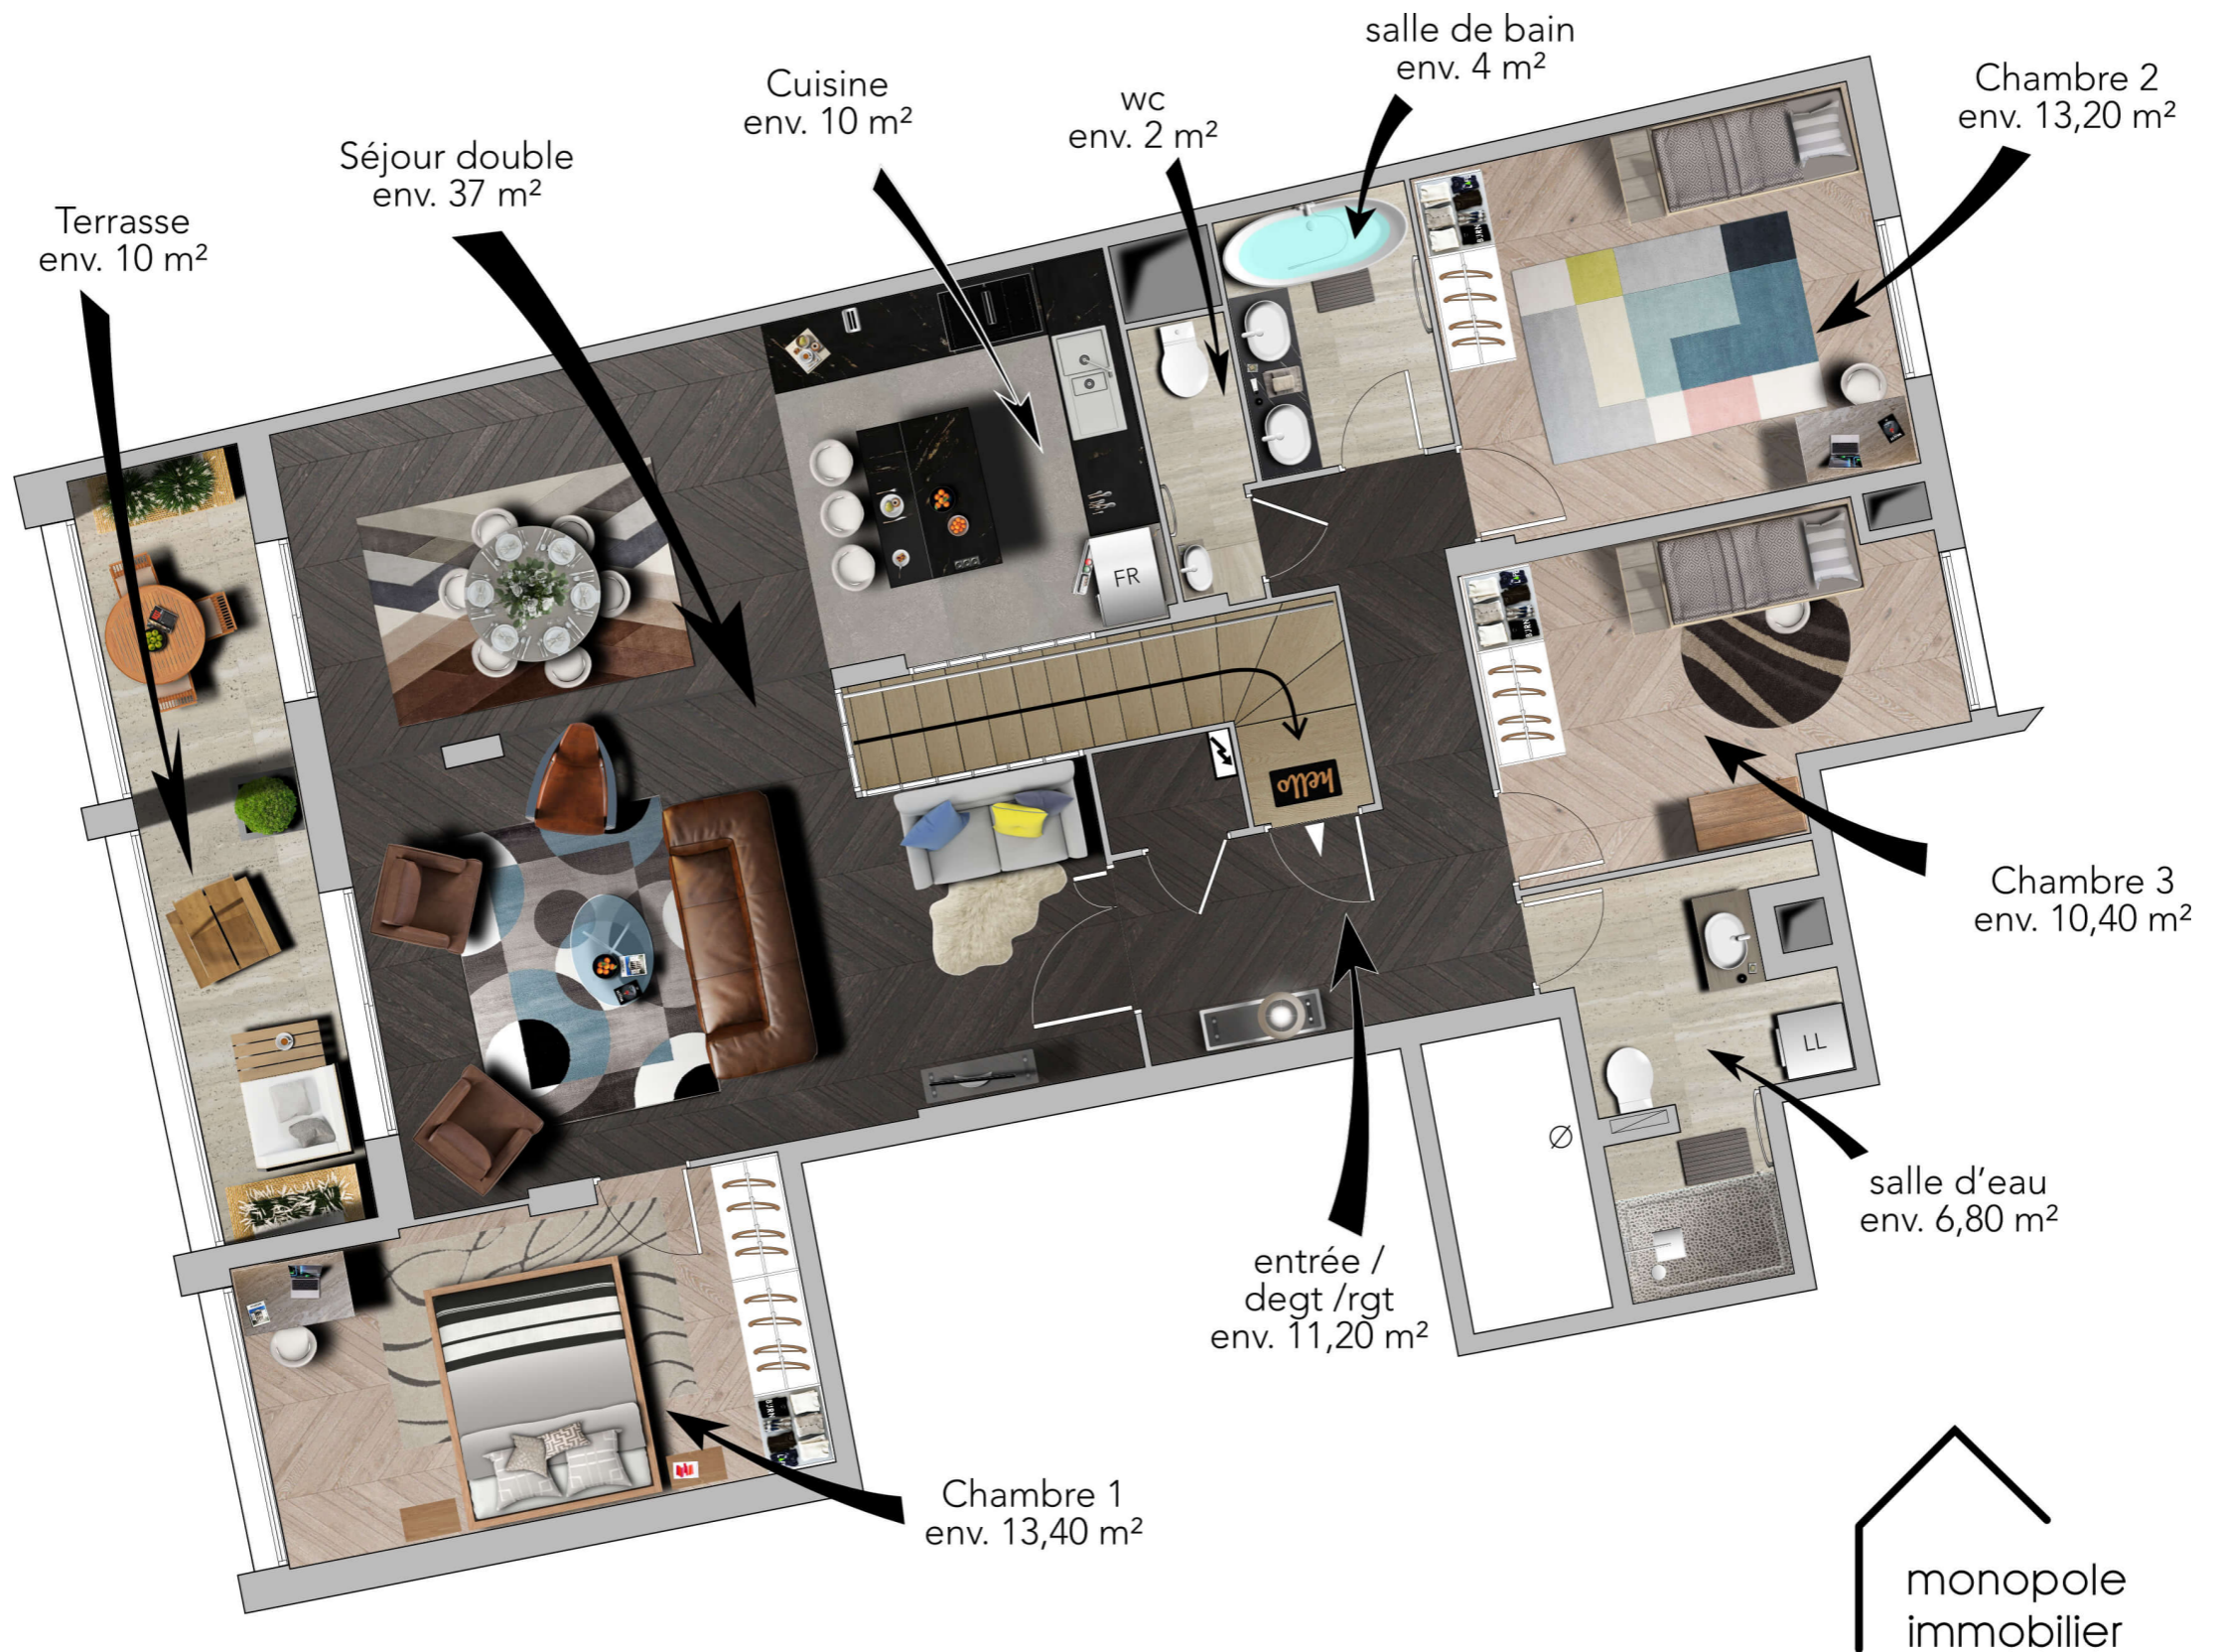 salle de bain
env. 4 m²
Cuisine
env. 10 m²
wc
env. 2 m²
Chambre 2
env. 13,20 m²
Séjour double
env. 37 m²
Terrasse
env. 10 m²
FR
hello
Chambre 3
env. 10,40 m²
LL
Ø
salle d'eau
env. 6,80 m²
entrée /
degt /rgt
env. 11,20 m²
Chambre 1
env. 13,40 m²
monopole
immobilier